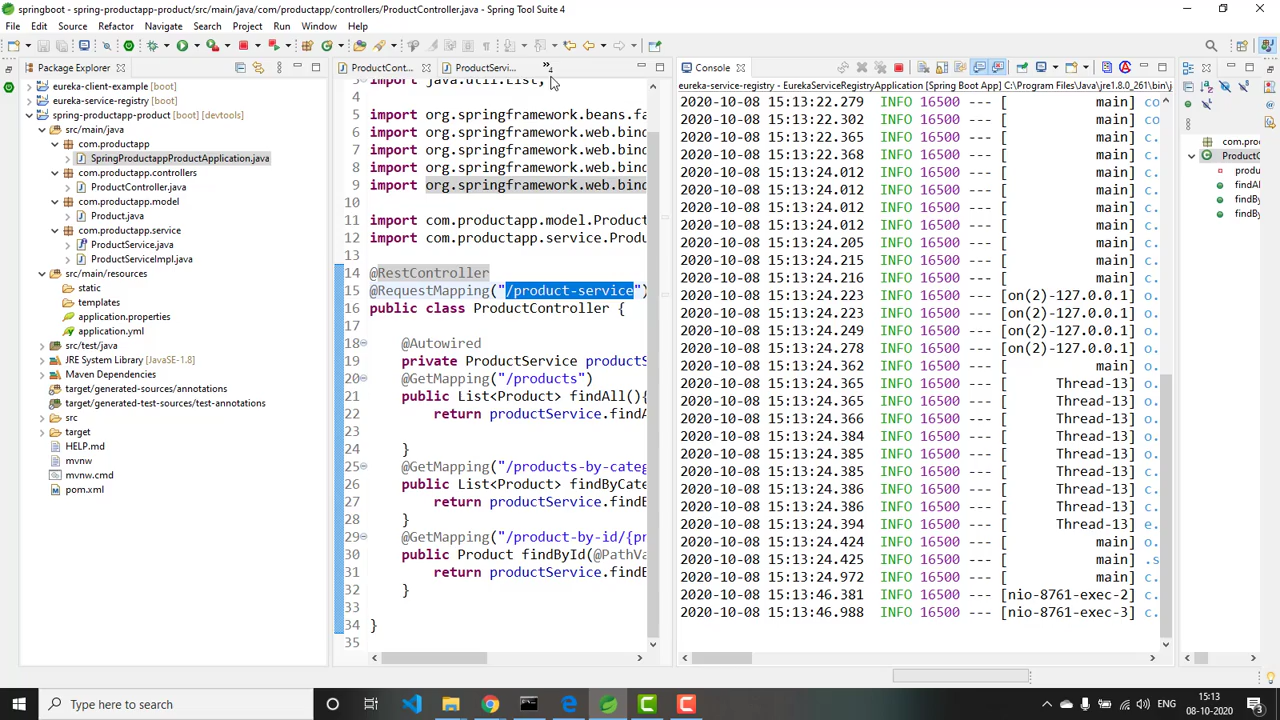 springboot - spring-productapp-product/src/main/java/com/productapp/controllers/ProductController.java - Spring Tool Suite 4
File Edit Source Refactor Navigate Search Project Run Window Help
Package Explorer
eureka-client-example [boot]
eureka-service-registry [boot]
spring-productapp-product [boot] [devtools]
src/main/java
com.productapp
SpringProductappProductApplication.java
com.productapp.controllers
ProductController.java
com.productapp.model
Product.java
com.productapp.service
ProductService.java
ProductServiceImpl.java
src/main/resources
static
templates
application.properties
application.yml
src/test/java
JRE System Library [JavaSE-1.8]
Maven Dependencies
target/generated-sources/annotations
target/generated-test-sources/test-annotations
src
target
HELP.md
mvnw
mvnw.cmd
pom.xml
ProductCont... ProductServi...
import java.util.List;
4
5 import org.springframework.beans.fa
6 import org.springframework.web.bind
7 import org.springframework.web.bind
8 import org.springframework.web.bind
9 import org.springframework.web.bind
10
11 import com.productapp.model.Product
12 import com.productapp.service.Produ
13
14 @RestController
15 @RequestMapping("/product-service")
16 public class ProductController {
17
18 @Autowired
19 private ProductService productS
20 @GetMapping("/products")
21 public List<Product> findAll(){
22 return productService.findA
23
24 }
25 @GetMapping("/products-by-categ
26 public List<Product> findByCate
27 return productService.findB
28 }
29 @GetMapping("/product-by-id/{pr
30 public Product findById(@PathVa
31 return productService.findB
32 }
33
34 }
35
Console
eureka-service-registry - EurekaServiceRegistryApplication [Spring Boot App] C:\Program Files\Java\jre1.8.0_261\bin\
2020-10-08 15:13:22.279 INFO 16500 --- [ main] co
2020-10-08 15:13:22.302 INFO 16500 --- [ main] co
2020-10-08 15:13:22.365 INFO 16500 --- [ main] c.
2020-10-08 15:13:22.368 INFO 16500 --- [ main] c.
2020-10-08 15:13:24.012 INFO 16500 --- [ main] c.
2020-10-08 15:13:24.012 INFO 16500 --- [ main] c.
2020-10-08 15:13:24.012 INFO 16500 --- [ main] c.
2020-10-08 15:13:24.012 INFO 16500 --- [ main] c.
2020-10-08 15:13:24.205 INFO 16500 --- [ main] c.
2020-10-08 15:13:24.215 INFO 16500 --- [ main] c.
2020-10-08 15:13:24.216 INFO 16500 --- [ main] c.
2020-10-08 15:13:24.223 INFO 16500 --- [on(2)-127.0.0.1] o.
2020-10-08 15:13:24.223 INFO 16500 --- [on(2)-127.0.0.1] o.
2020-10-08 15:13:24.249 INFO 16500 --- [on(2)-127.0.0.1] o.
2020-10-08 15:13:24.278 INFO 16500 --- [on(2)-127.0.0.1] o.
2020-10-08 15:13:24.362 INFO 16500 --- [ main] o.
2020-10-08 15:13:24.365 INFO 16500 --- [ Thread-13] o.
2020-10-08 15:13:24.365 INFO 16500 --- [ Thread-13] o.
2020-10-08 15:13:24.366 INFO 16500 --- [ Thread-13] o.
2020-10-08 15:13:24.384 INFO 16500 --- [ Thread-13] o.
2020-10-08 15:13:24.385 INFO 16500 --- [ Thread-13] o.
2020-10-08 15:13:24.385 INFO 16500 --- [ Thread-13] c.
2020-10-08 15:13:24.386 INFO 16500 --- [ Thread-13] c.
2020-10-08 15:13:24.386 INFO 16500 --- [ Thread-13] c.
2020-10-08 15:13:24.394 INFO 16500 --- [ Thread-13] e.
2020-10-08 15:13:24.424 INFO 16500 --- [ main] o.
2020-10-08 15:13:24.425 INFO 16500 --- [ main] .s
2020-10-08 15:13:24.972 INFO 16500 --- [ main] c.
2020-10-08 15:13:46.381 INFO 16500 --- [nio-8761-exec-2] c.
2020-10-08 15:13:46.988 INFO 16500 --- [nio-8761-exec-3] c.
com.pro
ProductC
produ
findAl
findBy
findBy
Type here to search
15:13
08-10-2020
3